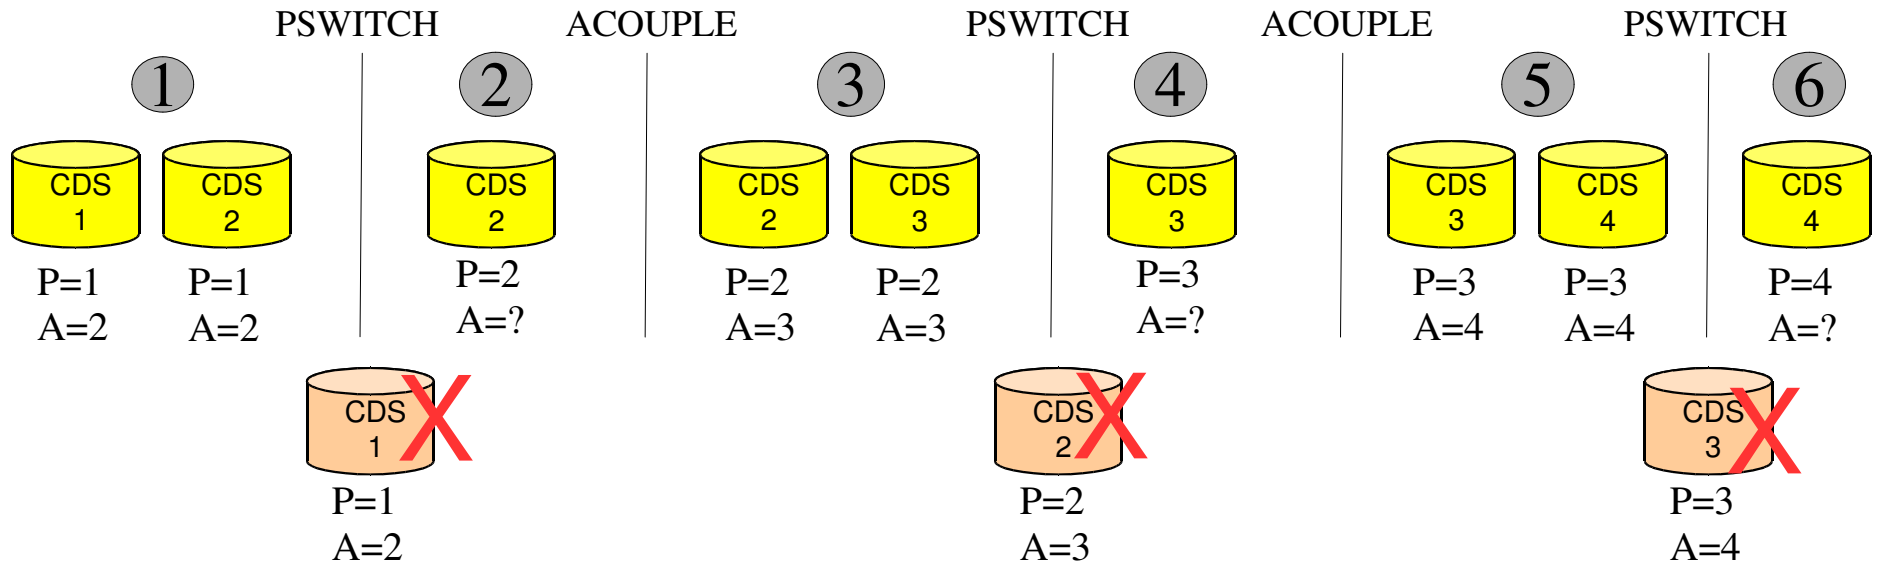 PSWITCH ACOUPLE PSWITCH ACOUPLE PSWITCH
1 2 3 4 5 6
CDS CDS CDS CDS CDS CDS CDS CDS CDS
1 2 2 2 3 3 3 4 4
P=1 P=1 P=2 P=2 P=2 P=3 P=3 P=3 P=4
A=2 A=2 A=? A=3 A=3 A=? A=4 A=4 A=?
CDS X CDS X CDS X
1 2 3
P=1 P=2 P=3
A=2 A=3 A=4